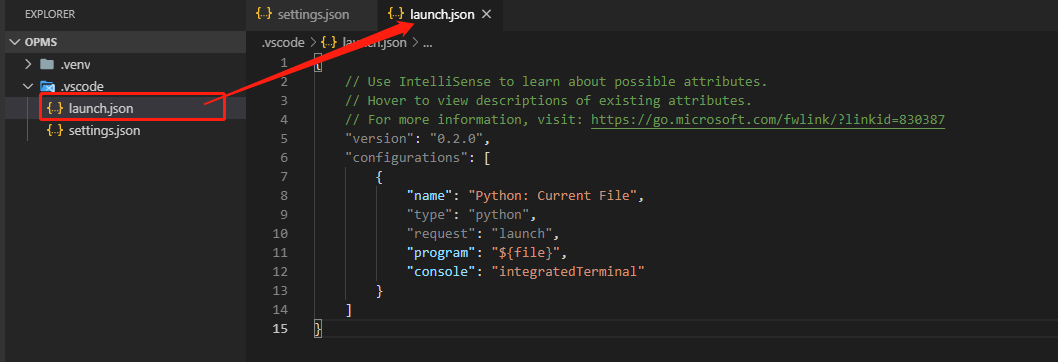 EXPLORER
OPMS
.venv
.vscode
{..} launch.json
{..} settings.json
{..} settings.json
{..} launch.json ×
.vscode > {..} launch.json > ...
1 {
2 // Use IntelliSense to learn about possible attributes.
3 // Hover to view descriptions of existing attributes.
4 // For more information, visit: https://go.microsoft.com/fwlink/?linkid=830387
5 "version": "0.2.0",
6 "configurations": [
7 {
8 "name": "Python: Current File",
9 "type": "python",
10 "request": "launch",
11 "program": "${file}",
12 "console": "integratedTerminal"
13 }
14 ]
15 }